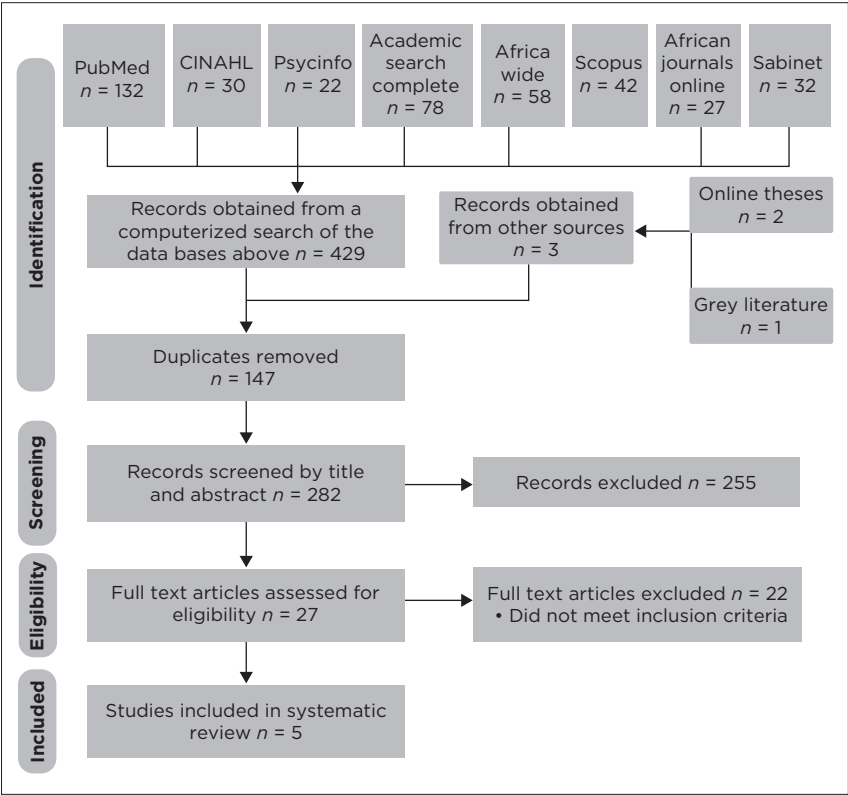 PubMed
n = 132
CINAHL
n = 30
Psycinfo
n = 22
Academic
search
complete
n = 78
Africa
wide
n = 58
Scopus
n = 42
African
journals
online
n = 27
Sabinet
n = 32
Identification
Records obtained from a
computerized search of the
data bases above n = 429
Records obtained
from other sources
n = 3
Online theses
n = 2
Grey literature
n = 1
Duplicates removed
n = 147
Screening
Records screened by title
and abstract n = 282
Records excluded n = 255
Eligibility
Full text articles assessed for
eligibility n = 27
Full text articles excluded n = 22
• Did not meet inclusion criteria
Included
Studies included in systematic
review n = 5